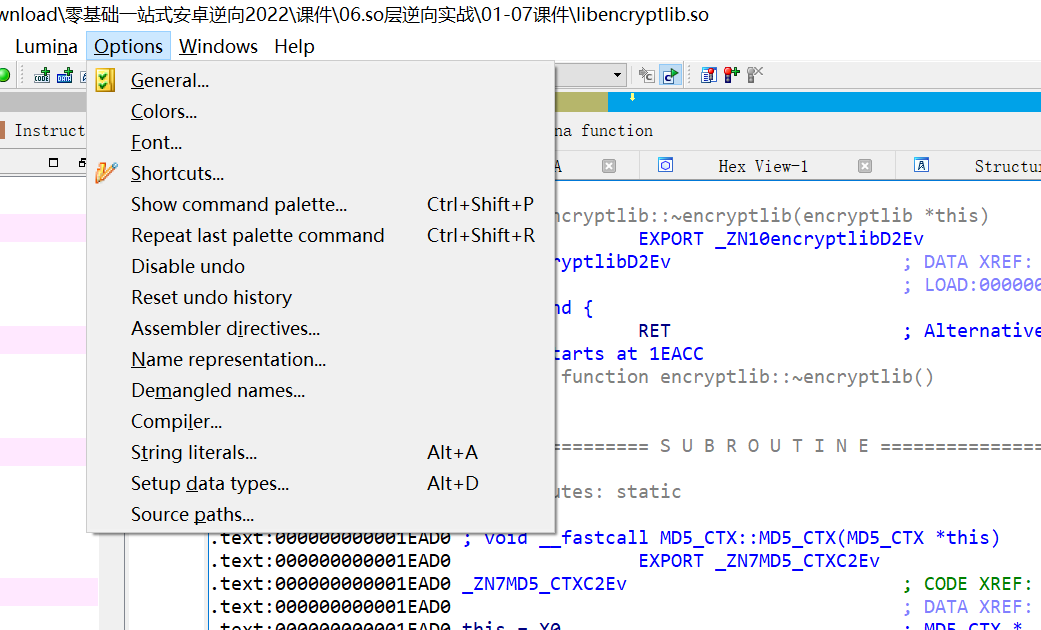 wnload\零基础一站式安卓逆向2022\课件\06.so层逆向实战\01-07课件\libencryptlib.so
Lumina Options Windows Help
General...
Colors...
Instruct na function
Font...
A Hex View-1 Structu
Shortcuts...
Show command palette... Ctrl+Shift+P
ncryptlib::~encryptlib(encryptlib *this)
Repeat last palette command Ctrl+Shift+R
EXPORT _ZN10encryptlibD2Ev
Disable undo
ryptlibD2Ev ; DATA XREF:
; LOAD:000000
Reset undo history
nd {
Assembler directives...
RET ; Alternative
tarts at 1EACC
Name representation...
function encryptlib::~encryptlib()
Demangled names...
Compiler...
========= S U B R O U T I N E ===============
String literals... Alt+A
Setup data types... Alt+D
utes: static
Source paths...
.text:000000000001EAD0 ; void __fastcall MD5_CTX::MD5_CTX(MD5_CTX *this)
.text:000000000001EAD0 EXPORT _ZN7MD5_CTXC2Ev
.text:000000000001EAD0 _ZN7MD5_CTXC2Ev ; CODE XREF:
.text:000000000001EAD0 ; DATA XREF:
.text:000000000001EAD0 this = X0 ; MD5_CTX *